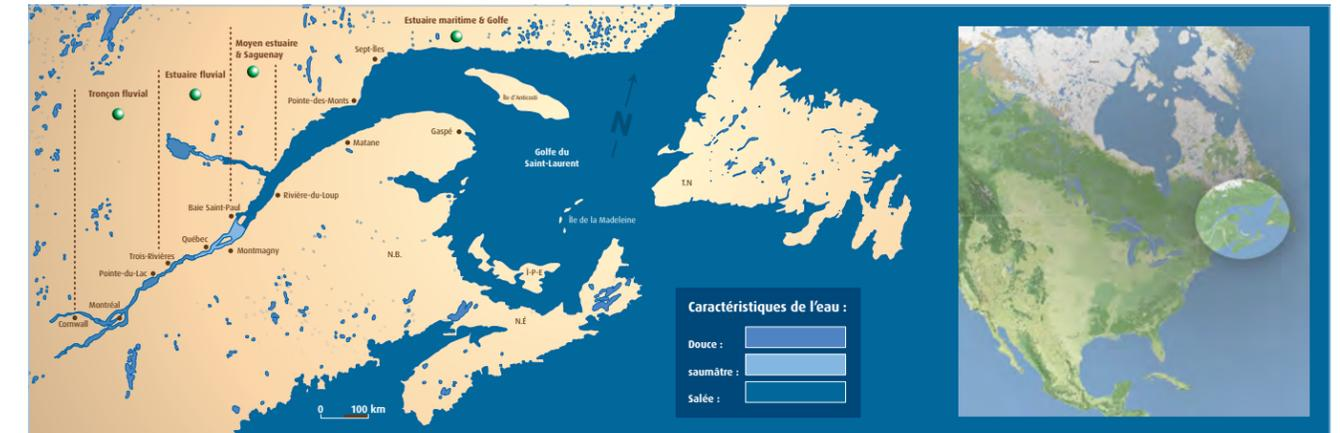 Estuaire maritime & Golfe
Moyen estuaire
& Saguenay
Sept-Îles
Estuaire fluvial
Tronçon fluvial
Pointe-des-Monts
Île d'Anticosti
N
Gaspé
Matane
Golfe du
Saint-Laurent
T.N
Rivière-du-Loup
Baie Saint-Paul
Île de la Madeleine
Québec
Montmagny
N.B.
Trois-Rivières
Pointe-du-Lac
Î-P-E
Montréal
Cornwall
N.É
Caractéristiques de l'eau :
Douce :
saumâtre :
Salée :
0 100 km